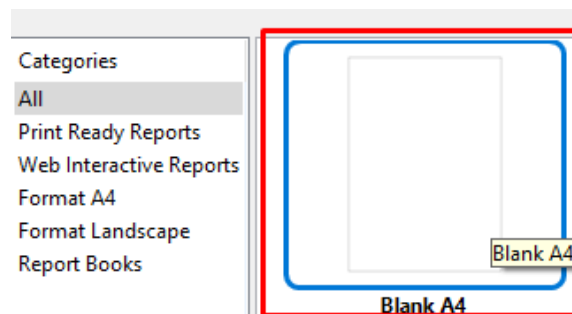 Categories
All
Print Ready Reports
Web Interactive Reports
Format A4
Format Landscape
Report Books
Blank A4
Blank A4